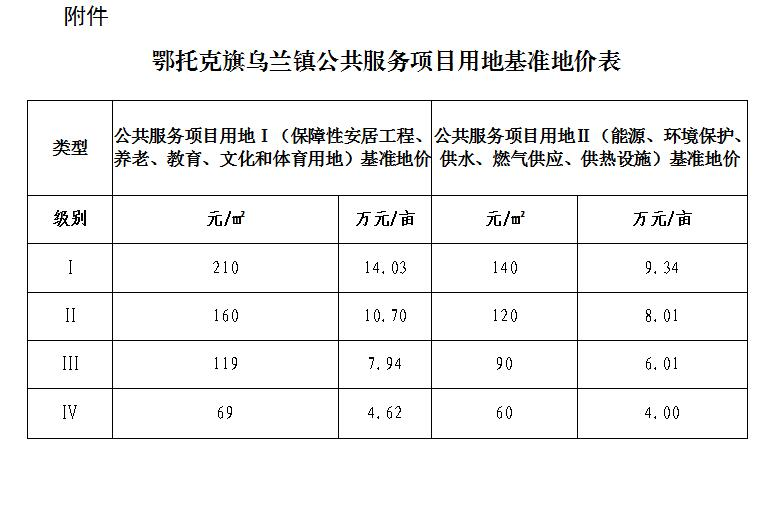 附件
鄂托克旗乌兰镇公共服务项目用地基准地价表
类型
公共服务项目用地Ⅰ（保障性安居工程、
养老、教育、文化和体育用地）基准地价
公共服务项目用地Ⅱ（能源、环境保护、
供水、燃气供应、供热设施）基准地价
级别 元/㎡ 万元/亩 元/㎡ 万元/亩
Ⅰ 210 14.03 140 9.34
Ⅱ 160 10.70 120 8.01
Ⅲ 119 7.94 90 6.01
Ⅳ 69 4.62 60 4.00